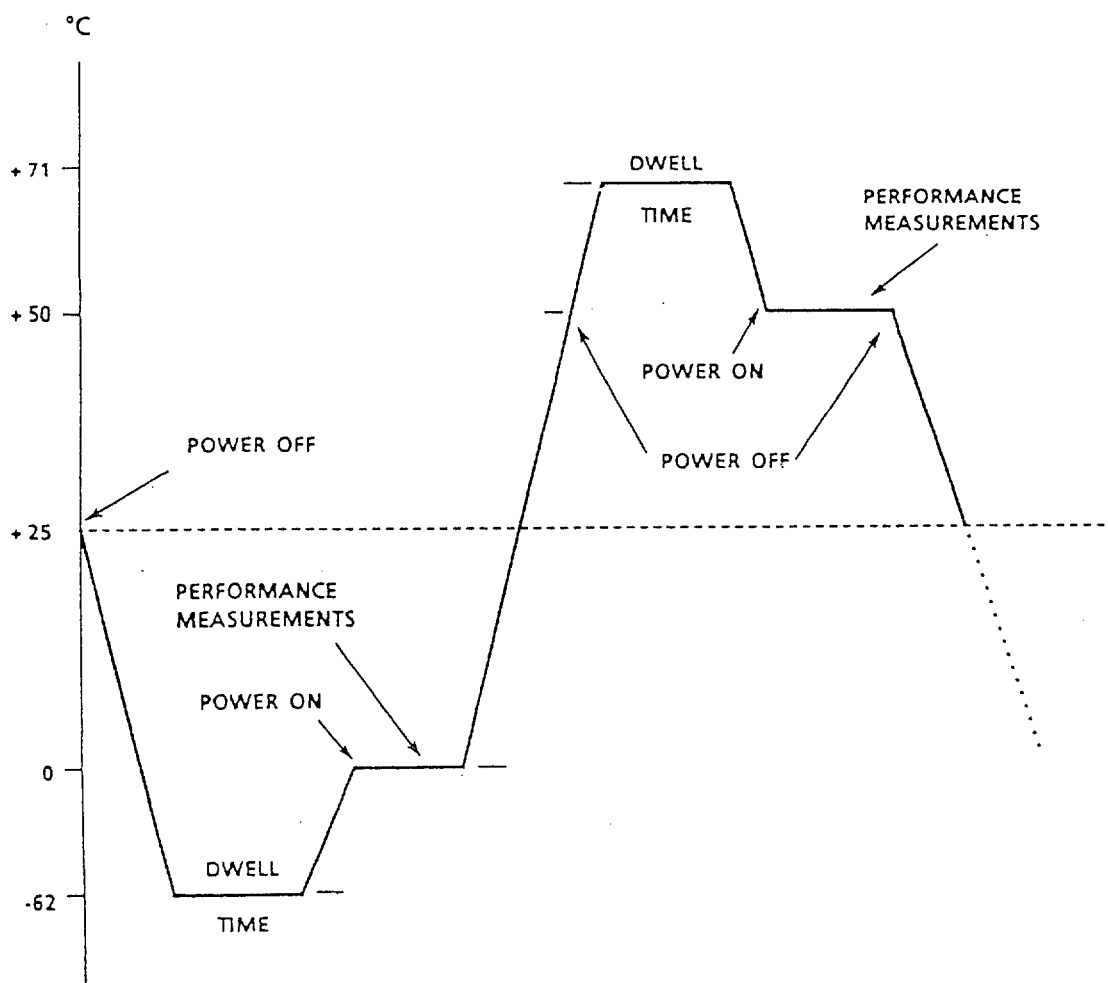 °C
+71
DWELL
TIME
PERFORMANCE
MEASUREMENTS
+50
POWER ON
POWER OFF
POWER OFF
+25
PERFORMANCE
MEASUREMENTS
POWER ON
0
DWELL
-62
TIME